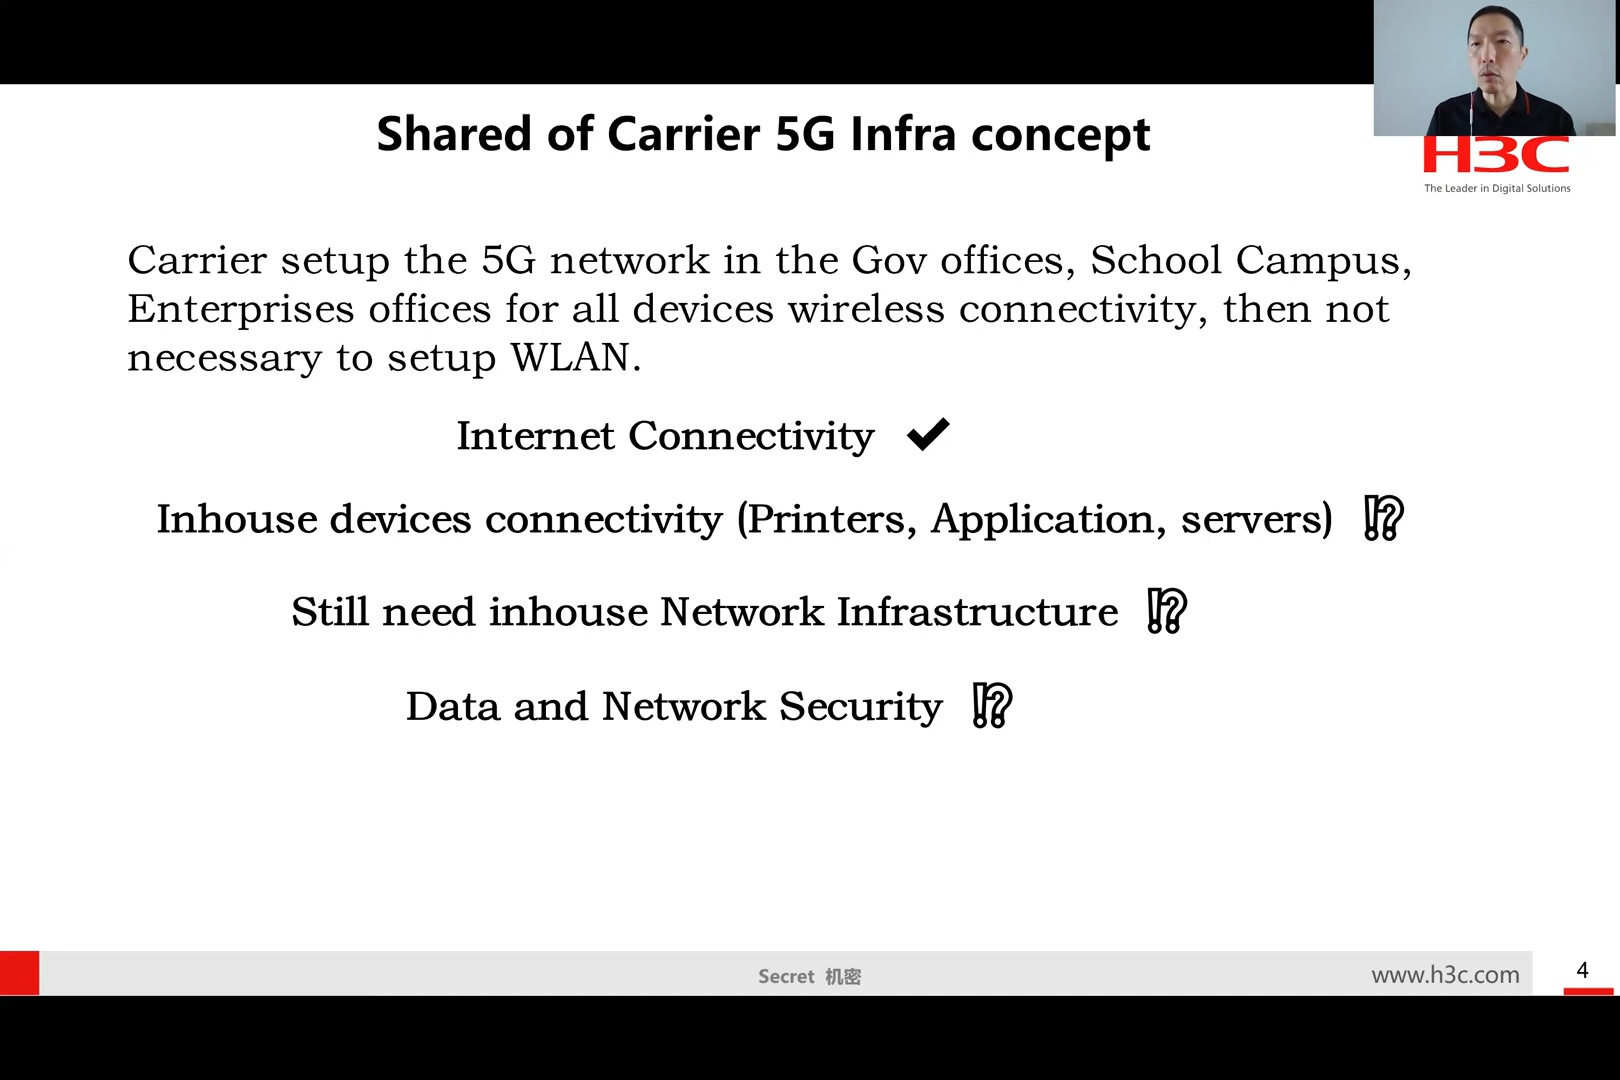 Shared of Carrier 5G Infra concept
H3C
The Leader in Digital Solutions
Carrier setup the 5G network in the Gov offices, School Campus,
Enterprises offices for all devices wireless connectivity, then not
necessary to setup WLAN.
Internet Connectivity ✔
Inhouse devices connectivity (Printers, Application, servers) ⁉
Still need inhouse Network Infrastructure ⁉
Data and Network Security ⁉
Secret 机密
www.h3c.com
4